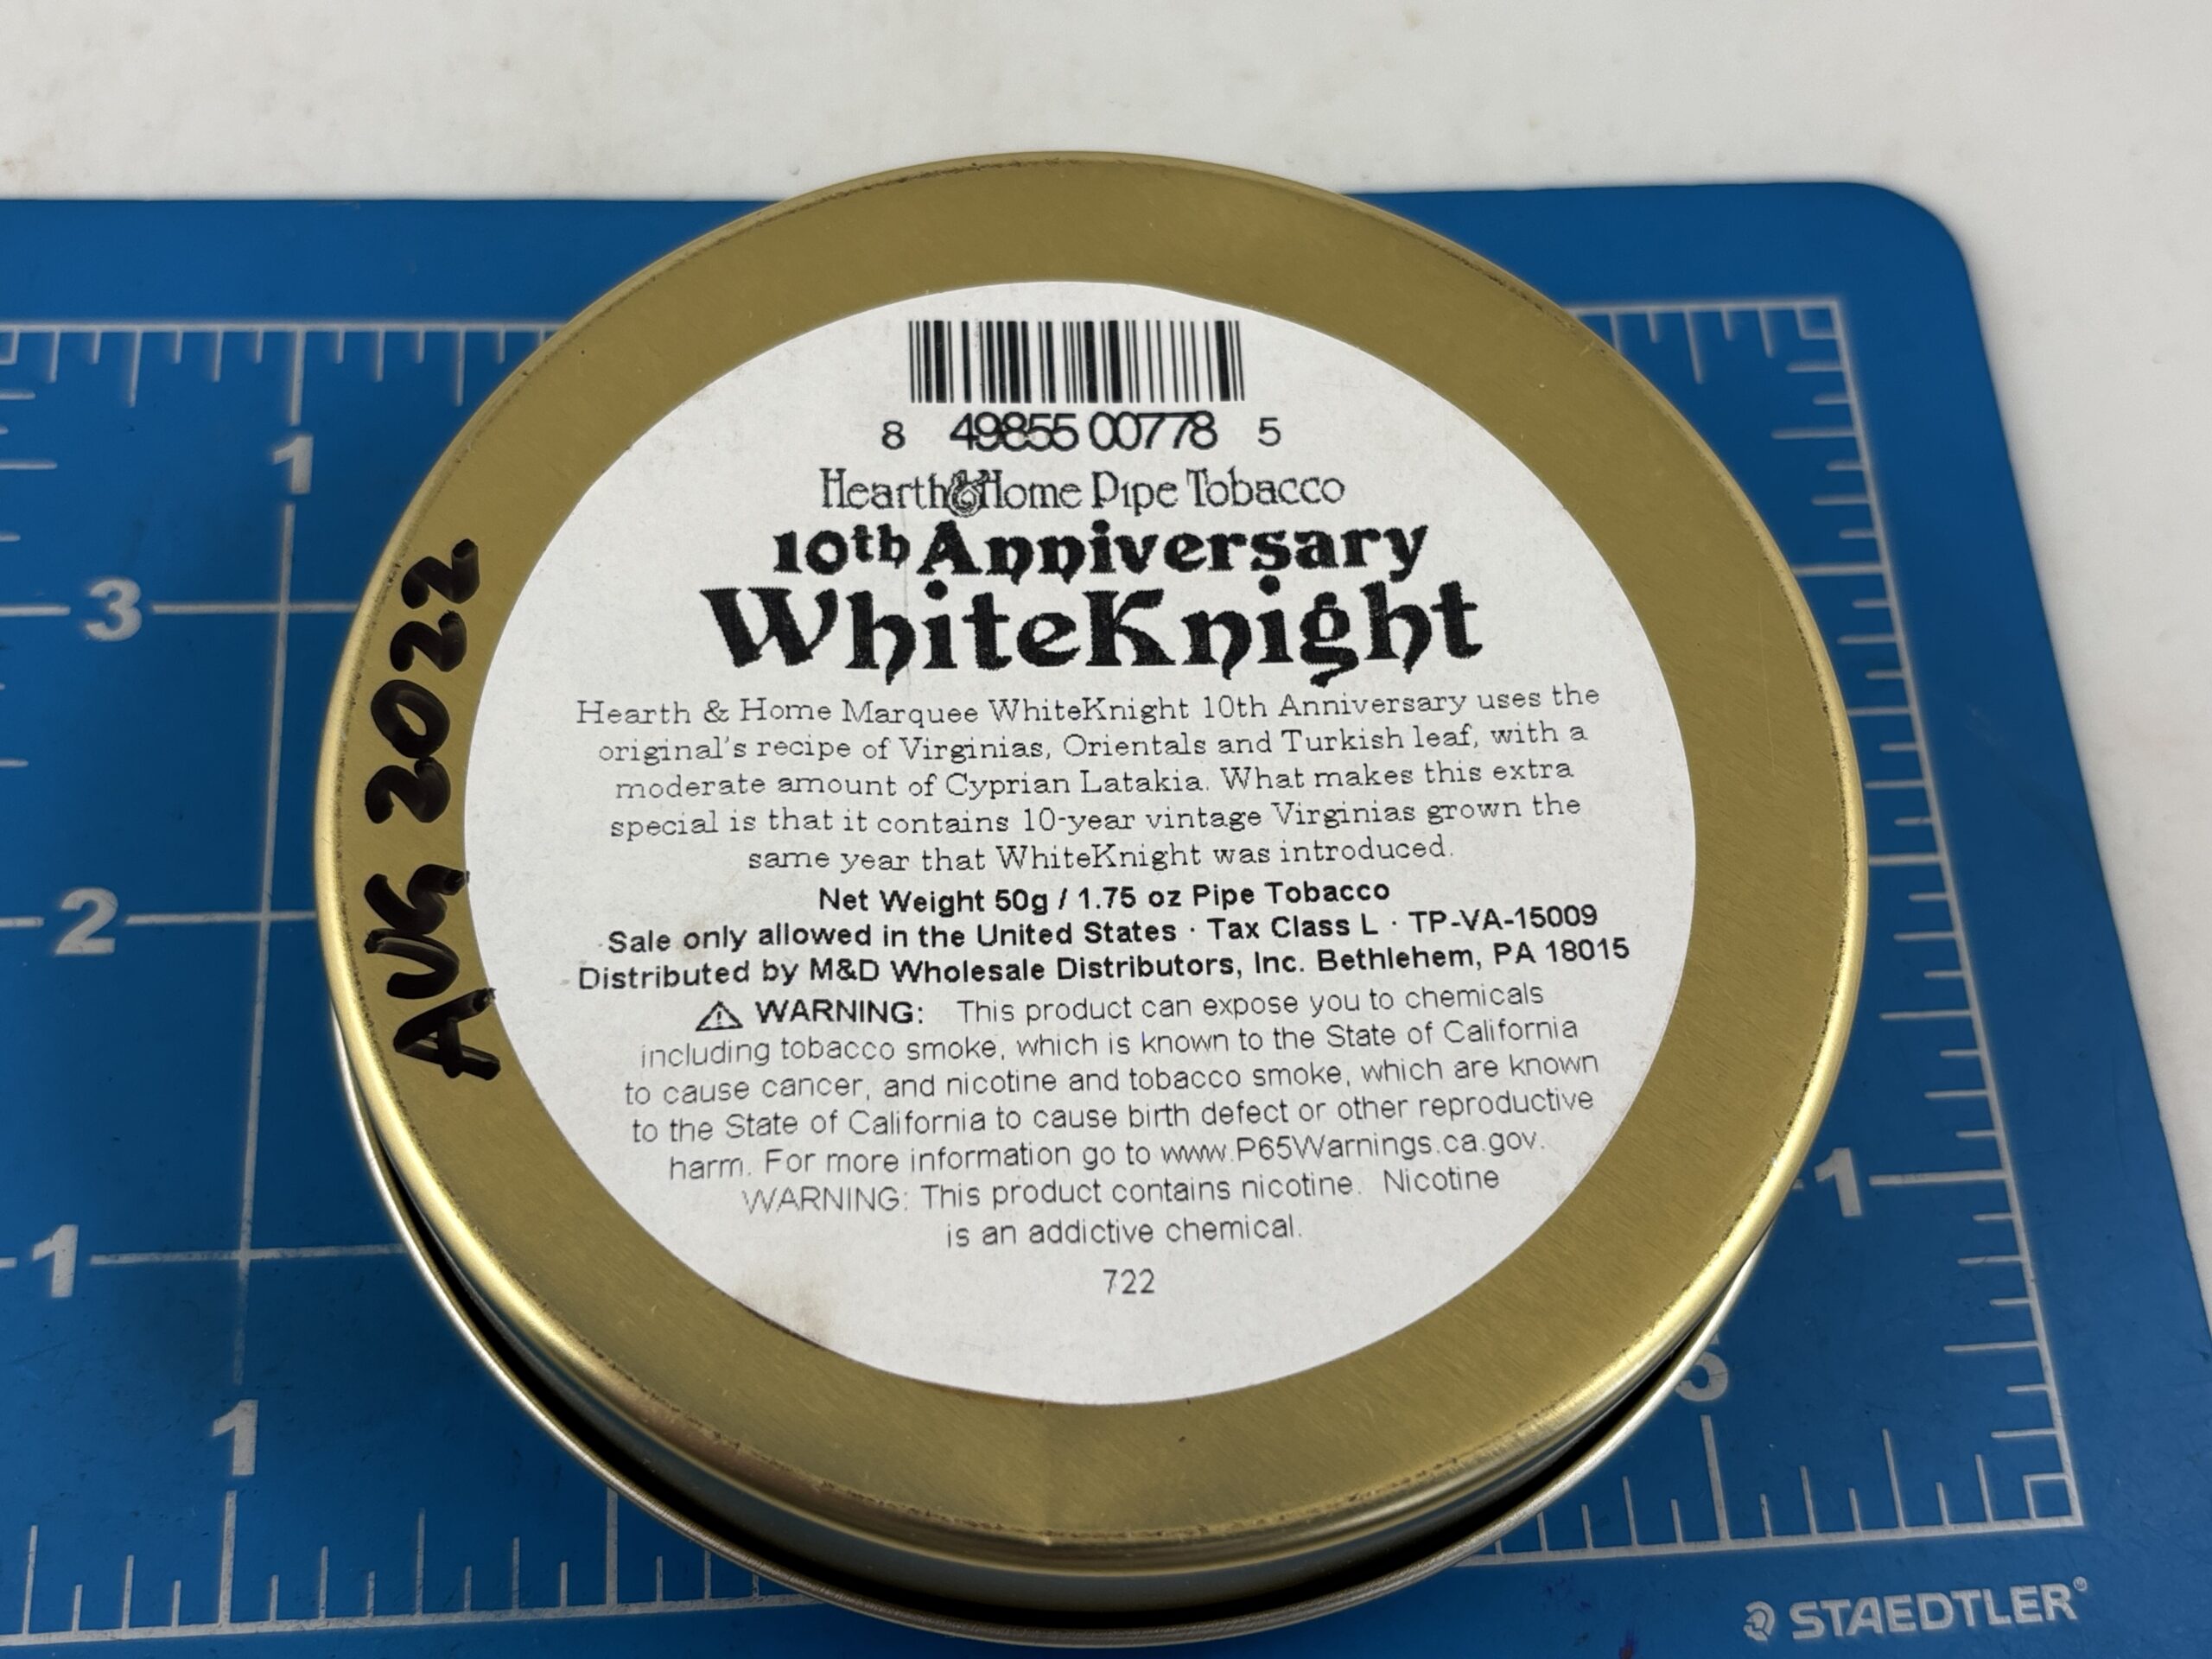 8 49855 00778 5
Hearth & Home Pipe Tobacco
10th Anniversary
WhiteKnight
Hearth & Home Marquee WhiteKnight 10th Anniversary uses the
original's recipe of Virginias, Orientals and Turkish leaf, with a
moderate amount of Cyprian Latakia. What makes this extra
special is that it contains 10-year vintage Virginias grown the
same year that WhiteKnight was introduced.
Net Weight 50g / 1.75 oz Pipe Tobacco
Sale only allowed in the United States · Tax Class L · TP-VA-15009
Distributed by M&D Wholesale Distributors, Inc. Bethlehem, PA 18015
⚠ WARNING: This product can expose you to chemicals
including tobacco smoke, which is known to the State of California
to cause cancer, and nicotine and tobacco smoke, which are known
to the State of California to cause birth defect or other reproductive
harm. For more information go to www.P65Warnings.ca.gov.
WARNING: This product contains nicotine. Nicotine
is an addictive chemical.
722
AUG 2022
1
3
2
1
1
1
5
STAEDTLER®